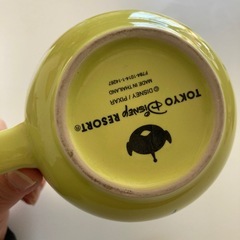 TOKYO DISNEY RESORT®
© DISNEY / PIXAR
MADE IN THAILAND